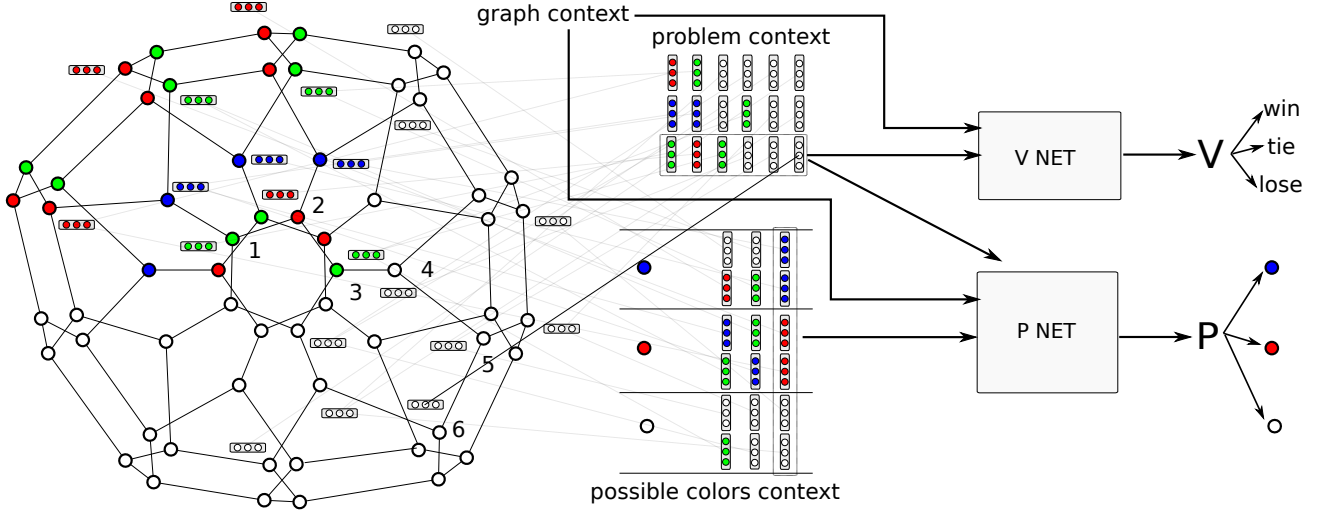 graph context
problem context
V NET
V
win
tie
lose
2
1
3
4
5
6
P NET
P
possible colors context